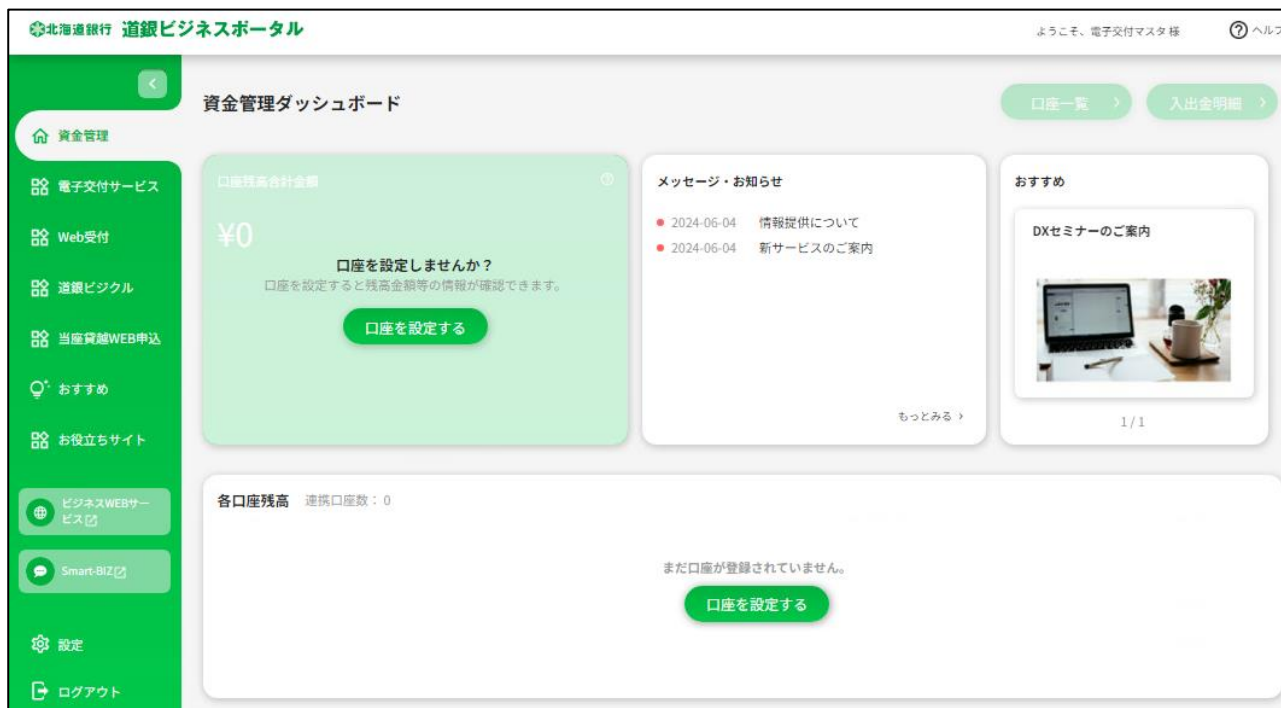 北海道銀行 道銀ビジネスポータル
ようこそ、電子交付マスタ 様
ヘルプ
資金管理ダッシュボード
口座一覧
入出金明細
資金管理
電子交付サービス
Web受付
道銀ビジクル
当座貸越WEB申込
おすすめ
お役立ちサイト
ビジネスWEBサー
ビス
Smart-BIZ
設定
ログアウト
口座残高合計金額
¥0
口座を設定しませんか？
口座を設定すると残高金額等の情報が確認できます。
口座を設定する
メッセージ・お知らせ
2024-06-04 情報提供について
2024-06-04 新サービスのご案内
もっとみる
おすすめ
DXセミナーのご案内
1 / 1
各口座残高 連携口座数： 0
まだ口座が登録されていません。
口座を設定する